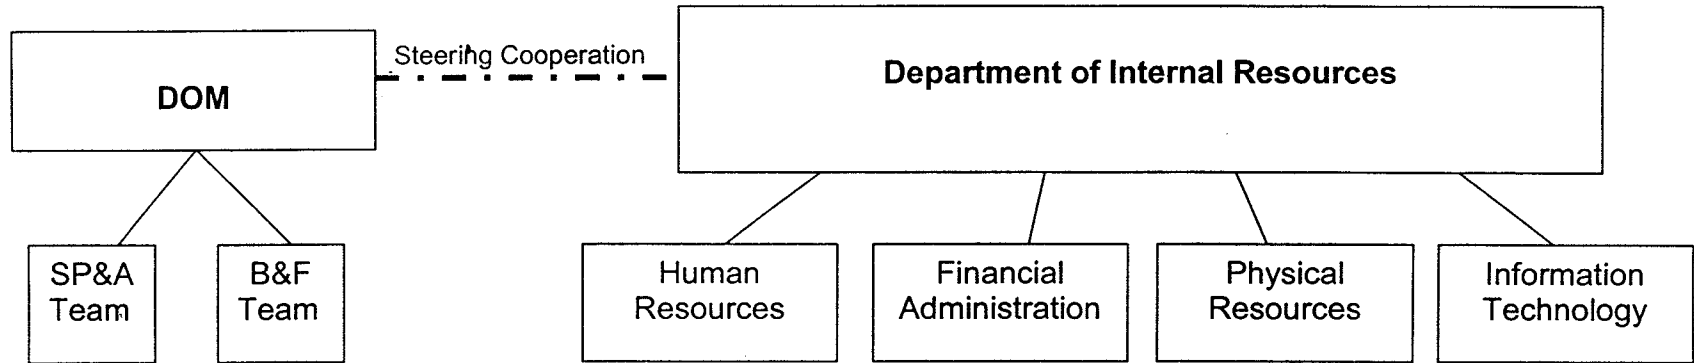 Steering Cooperation
DOM
Department of Internal Resources
SP&A
Team
B&F
Team
Human
Resources
Financial
Administration
Physical
Resources
Information
Technology